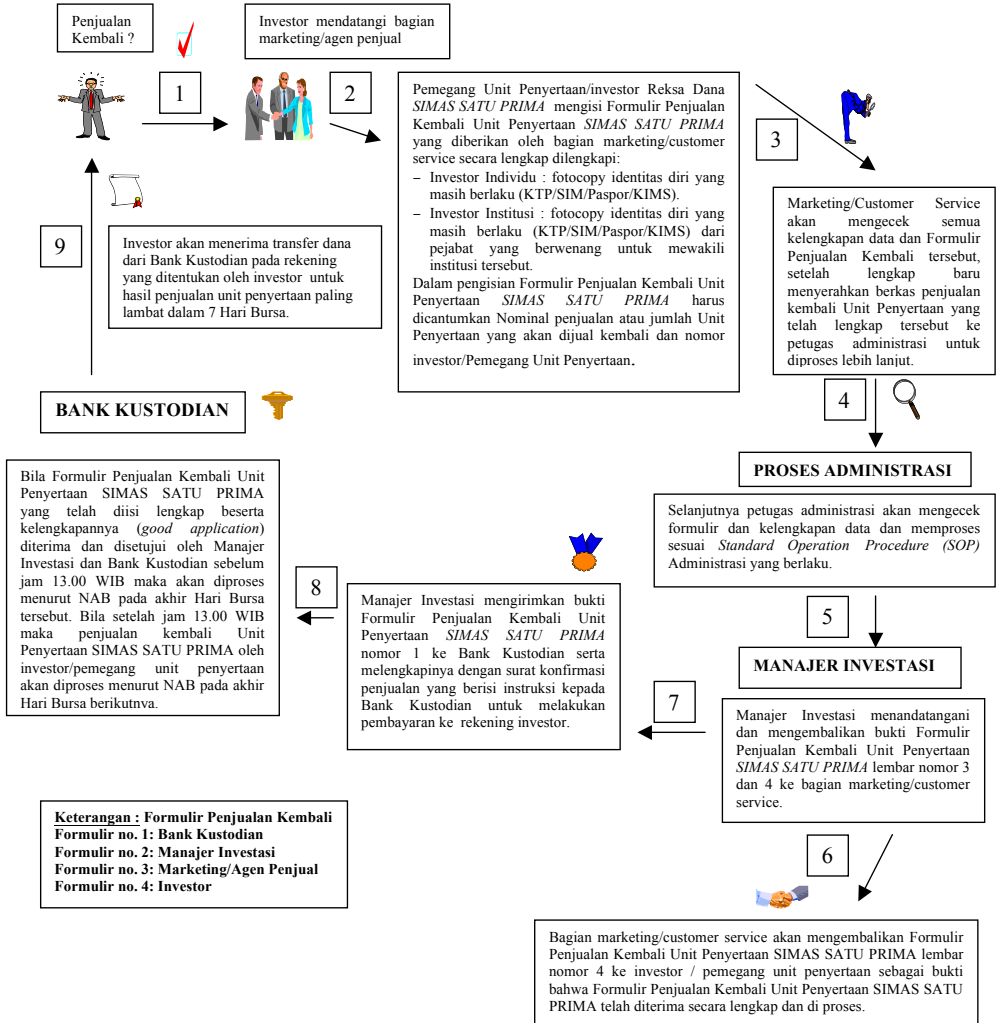 Penjualan
Kembali ?
1
Investor mendatangi bagian
marketing/agen penjual
2
Pemegang Unit Penyertaan/investor Reksa Dana
SIMAS SATU PRIMA mengisi Formulir Penjualan
Kembali Unit Penyertaan SIMAS SATU PRIMA
yang diberikan oleh bagian marketing/customer
service secara lengkap dilengkapi:
– Investor Individu : fotocopy identitas diri yang
masih berlaku (KTP/SIM/Paspor/KIMS).
– Investor Institusi : fotocopy identitas diri yang
masih berlaku (KTP/SIM/Paspor/KIMS) dari
pejabat yang berwenang untuk mewakili
institusi tersebut.
Dalam pengisian Formulir Penjualan Kembali Unit
Penyertaan SIMAS SATU PRIMA harus
dicantumkan Nominal penjualan atau jumlah Unit
Penyertaan yang akan dijual kembali dan nomor
investor/Pemegang Unit Penyertaan.
3
Marketing/Customer Service
akan mengecek semua
kelengkapan data dan Formulir
Penjualan Kembali tersebut,
setelah lengkap baru
menyerahkan berkas penjualan
kembali Unit Penyertaan yang
telah lengkap tersebut ke
petugas administrasi untuk
diproses lebih lanjut.
4
PROSES ADMINISTRASI
Selanjutnya petugas administrasi akan mengecek
formulir dan kelengkapan data dan memproses
sesuai Standard Operation Procedure (SOP)
Administrasi yang berlaku.
5
MANAJER INVESTASI
Manajer Investasi menandatangani
dan mengembalikan bukti Formulir
Penjualan Kembali Unit Penyertaan
SIMAS SATU PRIMA lembar nomor 3
dan 4 ke bagian marketing/customer
service.
6
Bagian marketing/customer service akan mengembalikan Formulir
Penjualan Kembali Unit Penyertaan SIMAS SATU PRIMA lembar
nomor 4 ke investor / pemegang unit penyertaan sebagai bukti
bahwa Formulir Penjualan Kembali Unit Penyertaan SIMAS SATU
PRIMA telah diterima secara lengkap dan di proses.
7
Manajer Investasi mengirimkan bukti
Formulir Penjualan Kembali Unit
Penyertaan SIMAS SATU PRIMA
nomor 1 ke Bank Kustodian serta
melengkapinya dengan surat konfirmasi
penjualan yang berisi instruksi kepada
Bank Kustodian untuk melakukan
pembayaran ke rekening investor.
8
BANK KUSTODIAN
Bila Formulir Penjualan Kembali Unit
Penyertaan SIMAS SATU PRIMA
yang telah diisi lengkap beserta
kelengkapannya (good application)
diterima dan disetujui oleh Manajer
Investasi dan Bank Kustodian sebelum
jam 13.00 WIB maka akan diproses
menurut NAB pada akhir Hari Bursa
tersebut. Bila setelah jam 13.00 WIB
maka penjualan kembali Unit
Penyertaan SIMAS SATU PRIMA oleh
investor/pemegang unit penyertaan
akan diproses menurut NAB pada akhir
Hari Bursa berikutnya.
9
Investor akan menerima transfer dana
dari Bank Kustodian pada rekening
yang ditentukan oleh investor untuk
hasil penjualan unit penyertaan paling
lambat dalam 7 Hari Bursa.
Keterangan : Formulir Penjualan Kembali
Formulir no. 1: Bank Kustodian
Formulir no. 2: Manajer Investasi
Formulir no. 3: Marketing/Agen Penjual
Formulir no. 4: Investor